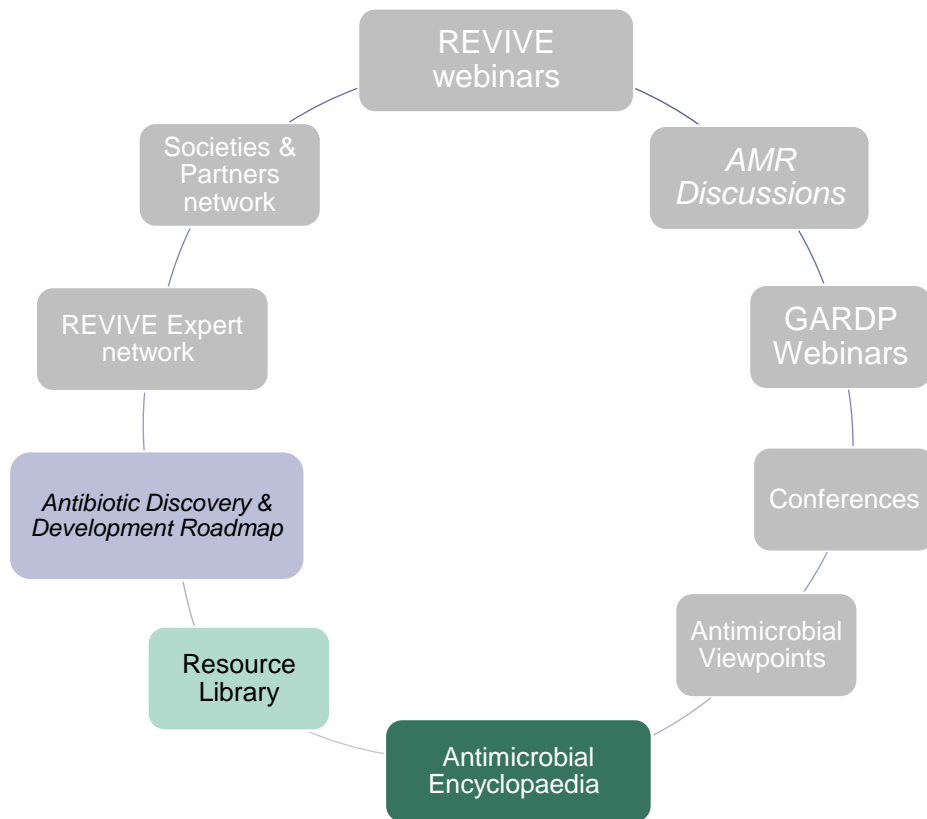 REVIVE
webinars
AMR
Discussions
GARDP
Webinars
Conferences
Antimicrobial
Viewpoints
Antimicrobial
Encyclopaedia
Resource
Library
Antibiotic Discovery &
Development Roadmap
REVIVE Expert
network
Societies &
Partners
network